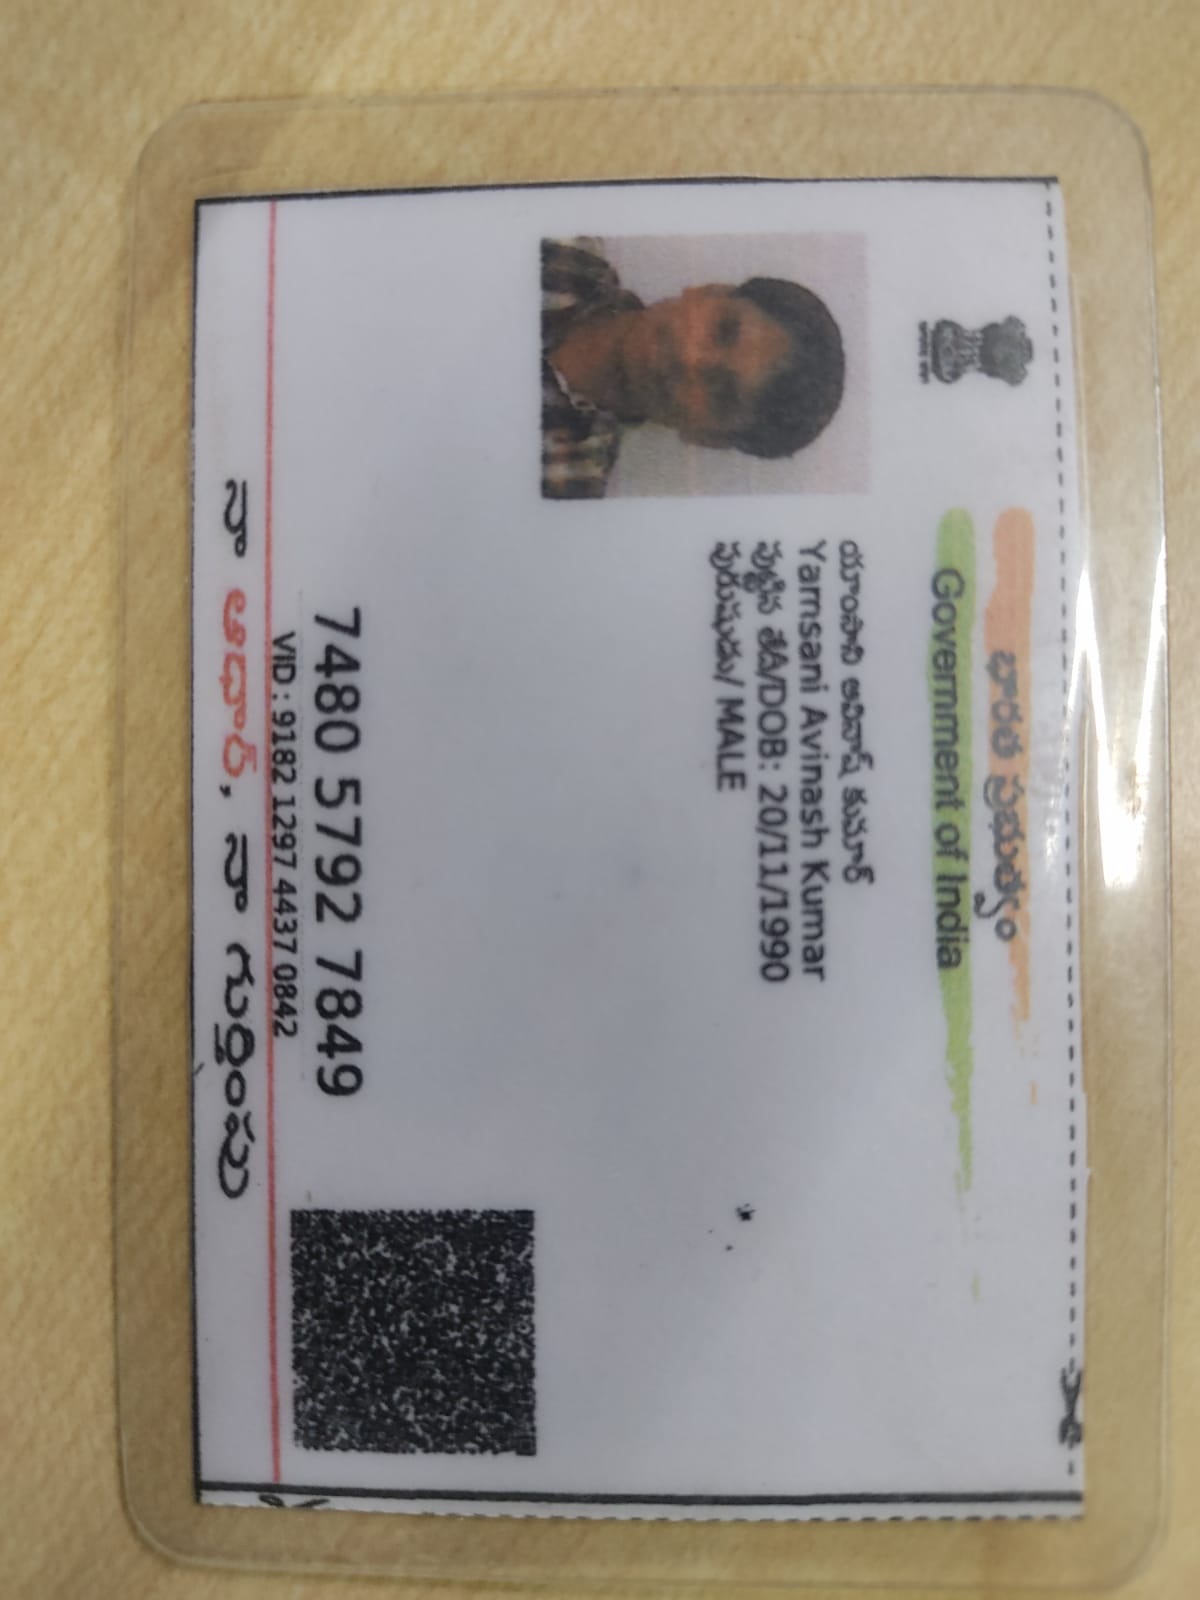 భారత ప్రభుత్వం
Government of India
యాంసాని అవినాష్ కుమార్
Yamsani Avinash Kumar
పుట్టిన తేదీ/DOB: 20/11/1990
పురుషుడు/ MALE
7480 5792 7849
VID : 9182 1297 4437 0842
నా ఆధార్, నా గుర్తింపు